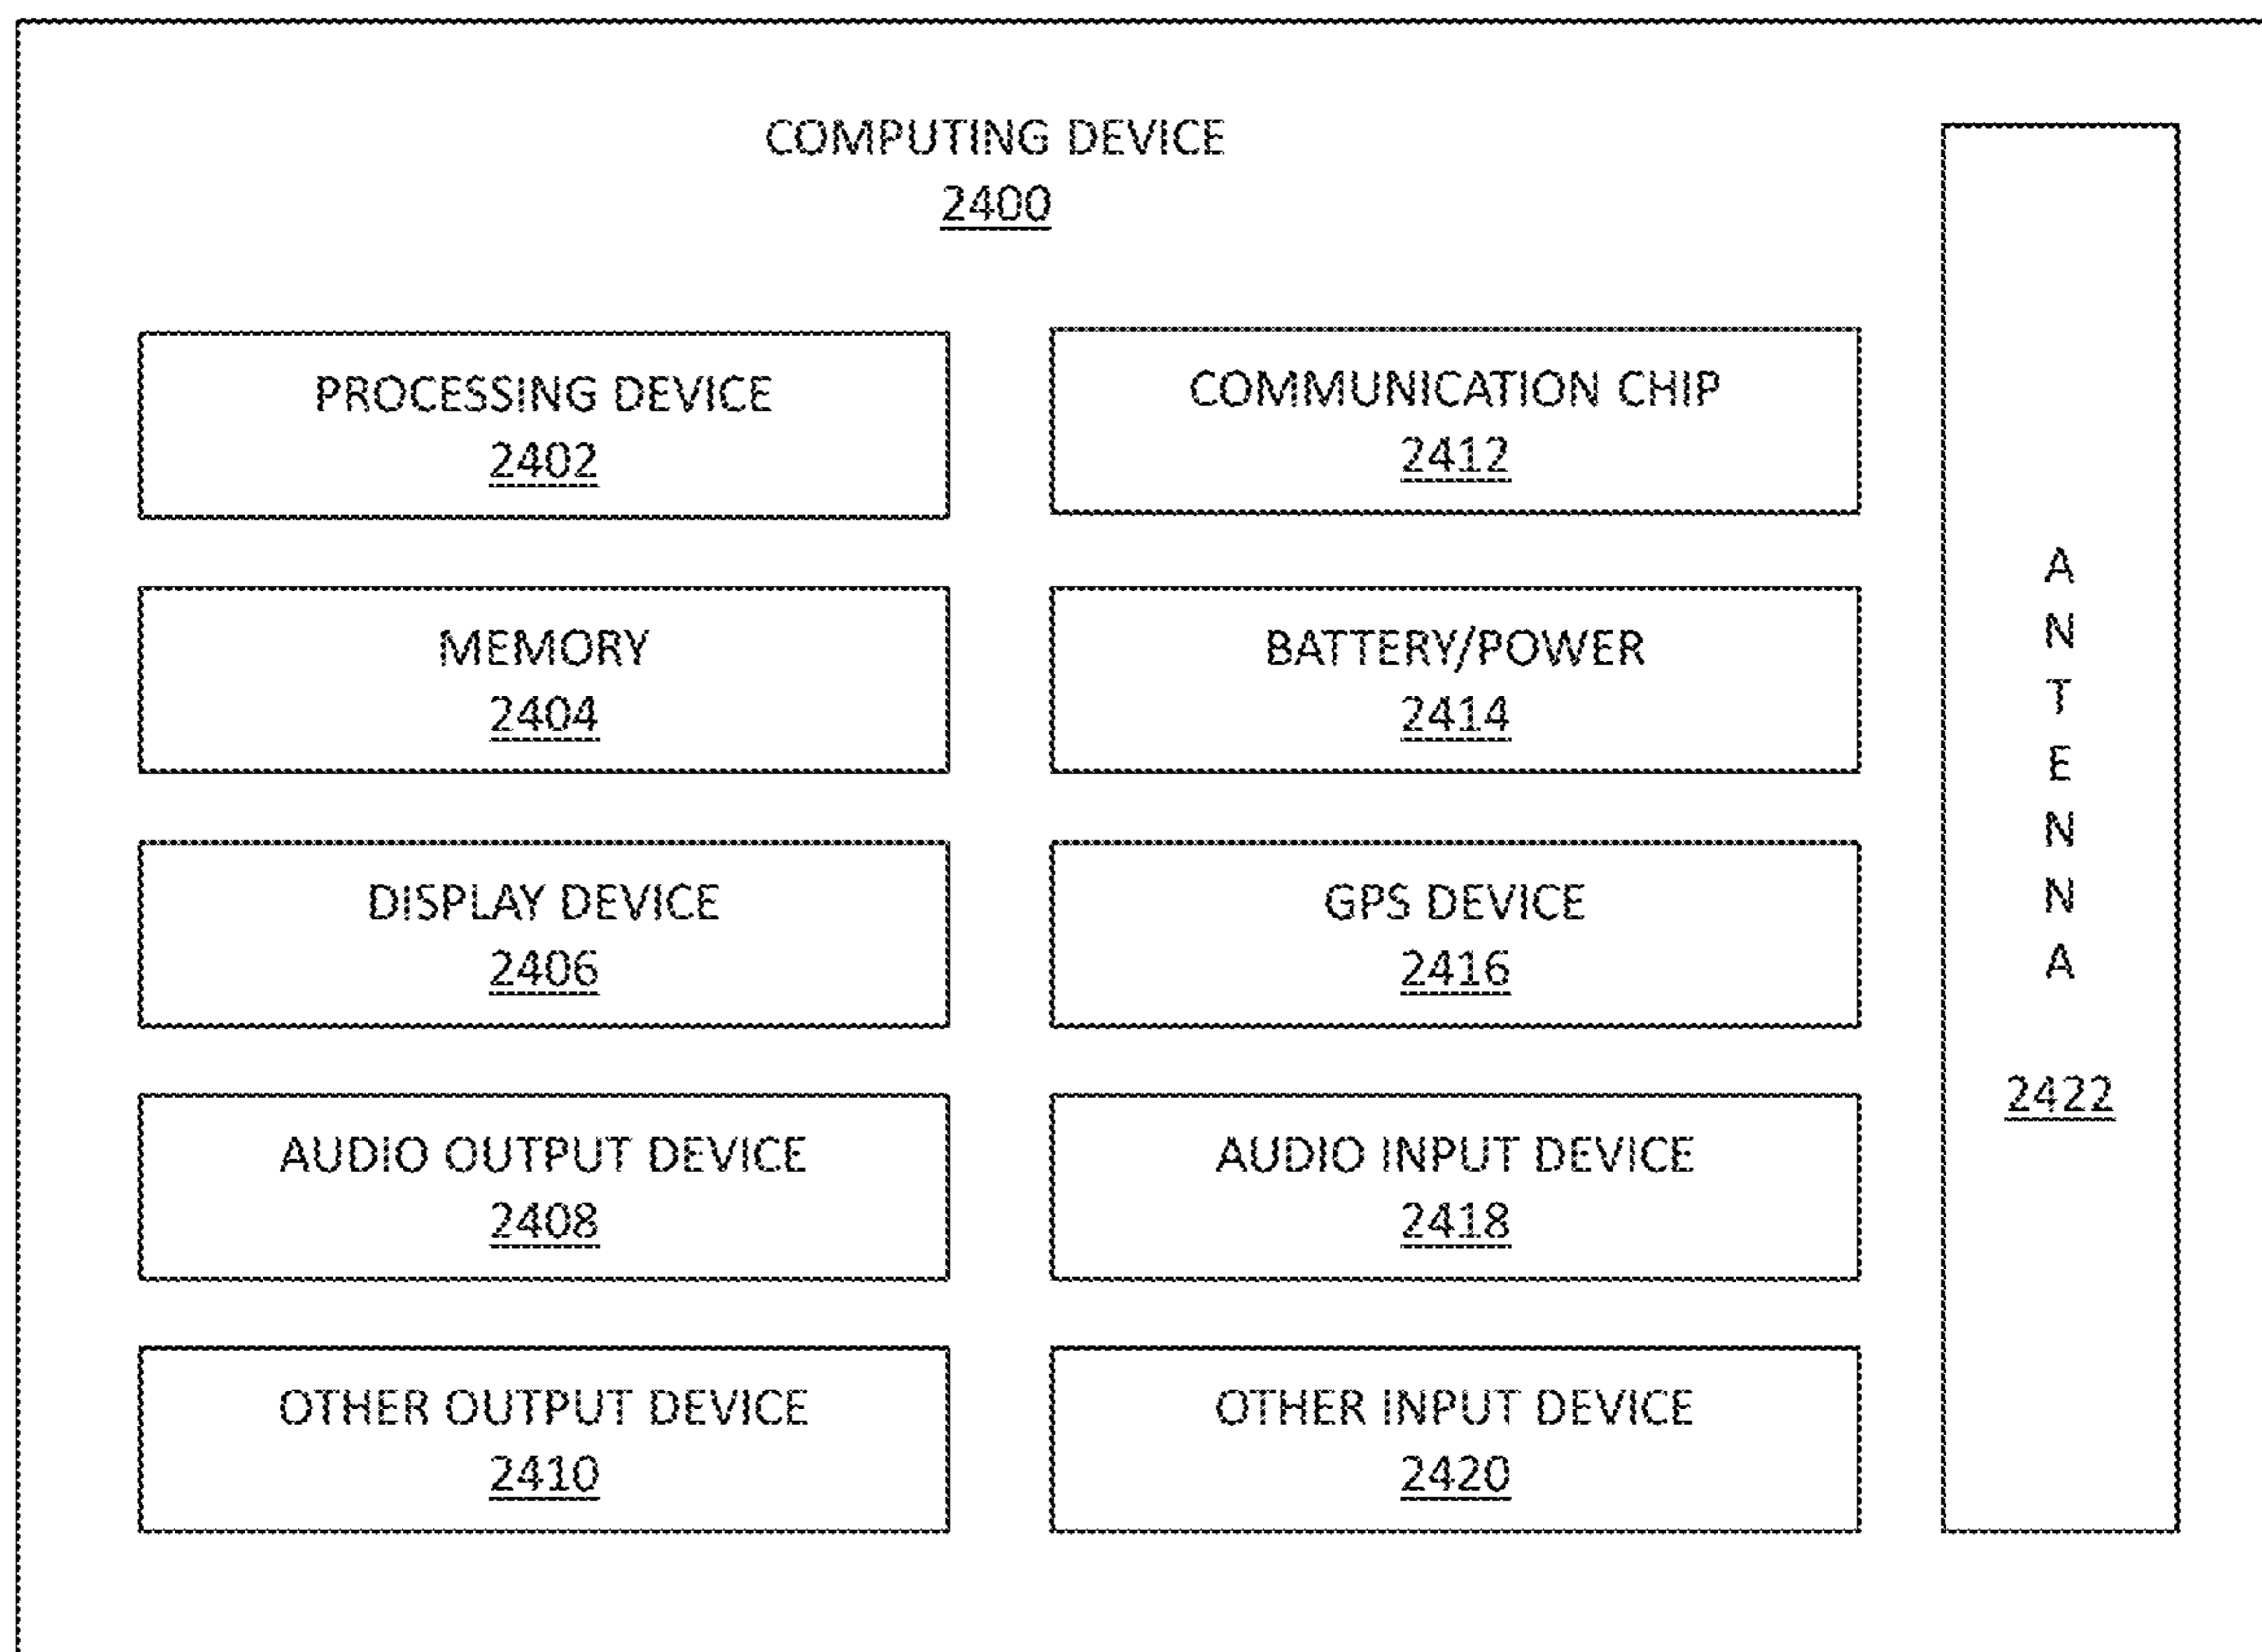 COMPUTING DEVICE
2400
PROCESSING DEVICE
2402
COMMUNICATION CHIP
2412
MEMORY
2404
BATTERY/POWER
2414
DISPLAY DEVICE
2406
GPS DEVICE
2416
AUDIO OUTPUT DEVICE
2408
AUDIO INPUT DEVICE
2418
OTHER OUTPUT DEVICE
2410
OTHER INPUT DEVICE
2420
ANTENNA
2422